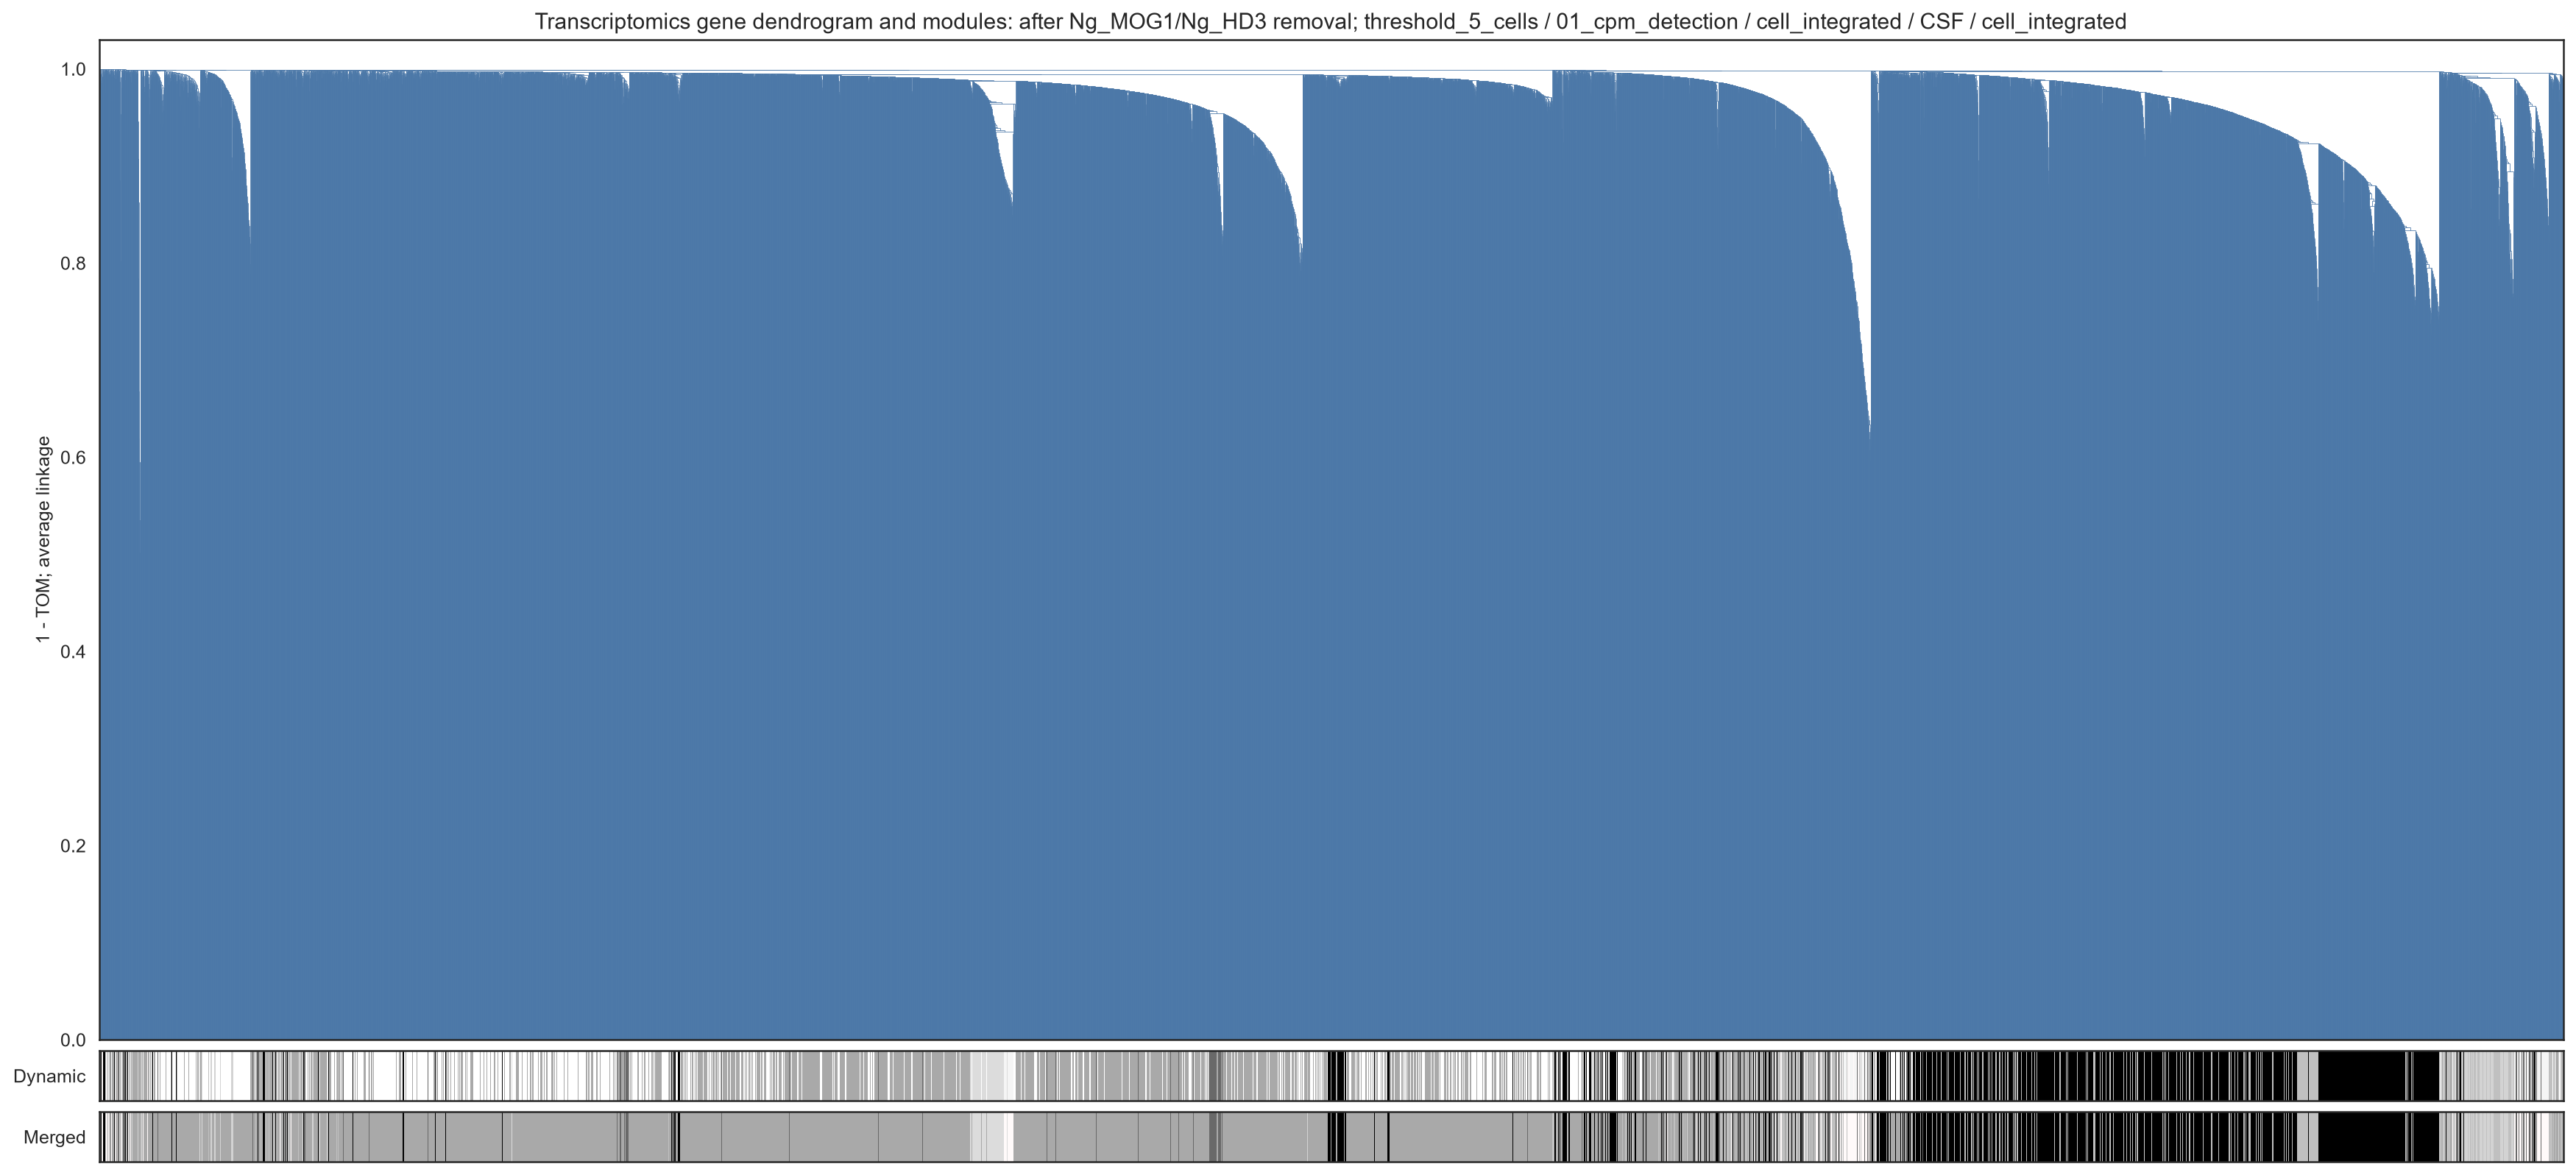 Transcriptomics gene dendrogram and modules: after Ng_MOG1/Ng_HD3 removal; threshold_5_cells / 01_cpm_detection / cell_integrated / CSF / cell_integrated
1.0
0.8
0.6
0.4
0.2
0.0
1 - TOM; average linkage
Dynamic
Merged